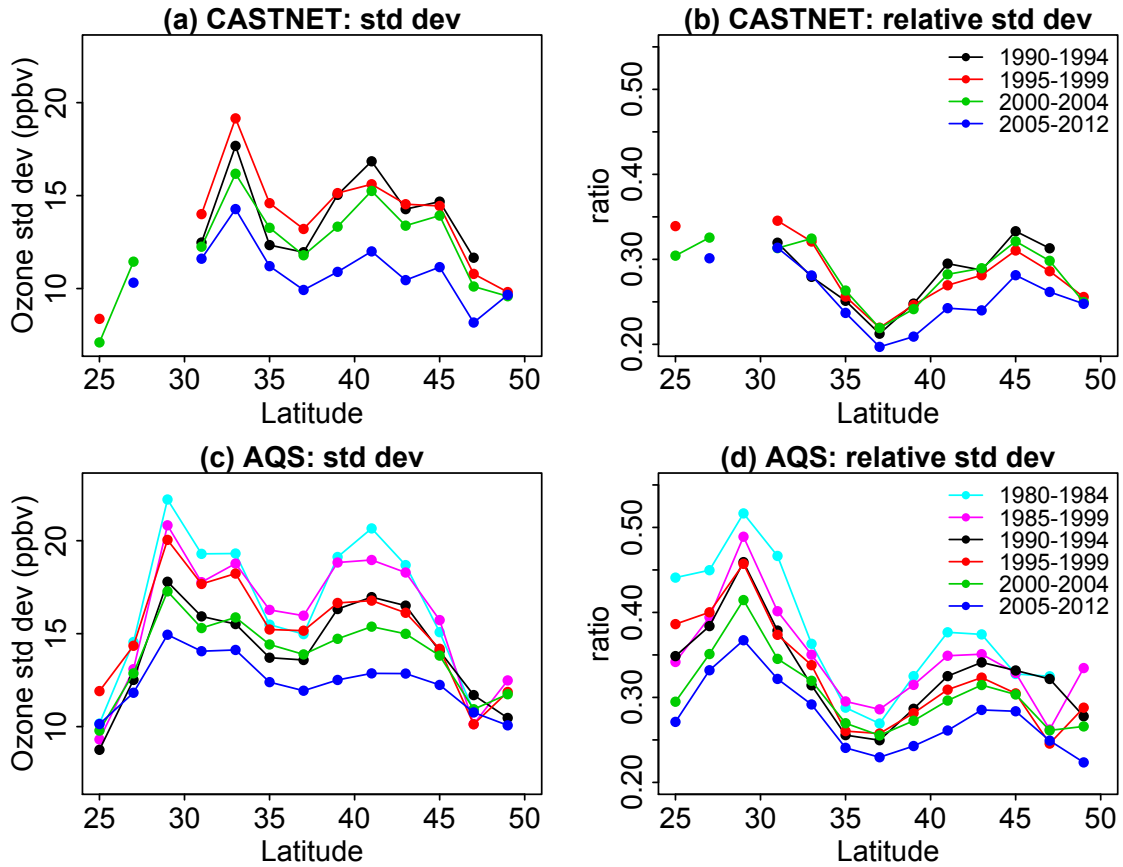 (a) CASTNET: std dev
Ozone std dev (ppbv)
20
15
10
25 30 35 40 45 50
Latitude
(b) CASTNET: relative std dev
ratio
0.50
0.40
0.30
0.20
1990-1994
1995-1999
2000-2004
2005-2012
25 30 35 40 45 50
Latitude
(c) AQS: std dev
Ozone std dev (ppbv)
20
15
10
25 30 35 40 45 50
Latitude
(d) AQS: relative std dev
ratio
0.50
0.40
0.30
0.20
1980-1984
1985-1999
1990-1994
1995-1999
2000-2004
2005-2012
25 30 35 40 45 50
Latitude